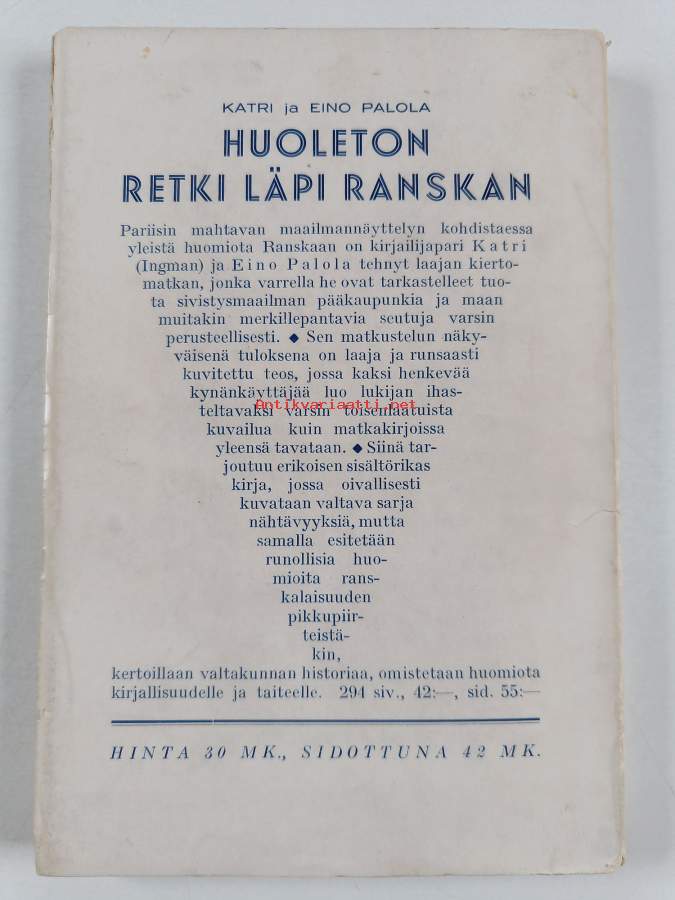 KATRI ja EINO PALOLA
HUOLETON
RETKI LÄPI RANSKAN
Pariisin mahtavan maailmannäyttelyn kohdistaessa
yleistä huomiota Ranskaan on kirjailijapari Katri
(Ingman) ja Eino Palola tehnyt laajan kierto-
matkan, jonka varrella he ovat tarkastelleet tuo-
ta sivistysmaailman pääkaupunkia ja maan
muitakin merkillepantavia seutuja varsin
perusteellisesti. ◆ Sen matkustelun näky-
väisenä tuloksena on laaja ja runsaasti
kuvitettu teos, jossa kaksi henkevää
kynänkäyttäjää luo lukijan ihas-
teltavaksi varsin toisenlaatuista
Antikvariaatti.net
kuvailua kuin matkakirjoissa
yleensä tavataan. ◆ Siinä tar-
joutuu erikoisen sisältörikas
kirja, jossa oivallisesti
kuvataan valtava sarja
nähtävyyksiä, mutta
samalla esitetään
runollisia huo-
mioita rans-
kalaisuuden
pikkupiir-
teistä-
kin,
kertoillaan valtakunnan historiaa, omistetaan huomiota
kirjallisuudelle ja taiteelle. 294 siv., 42:—, sid. 55:—
HINTA 30 MK., SIDOTTUNA 42 MK.